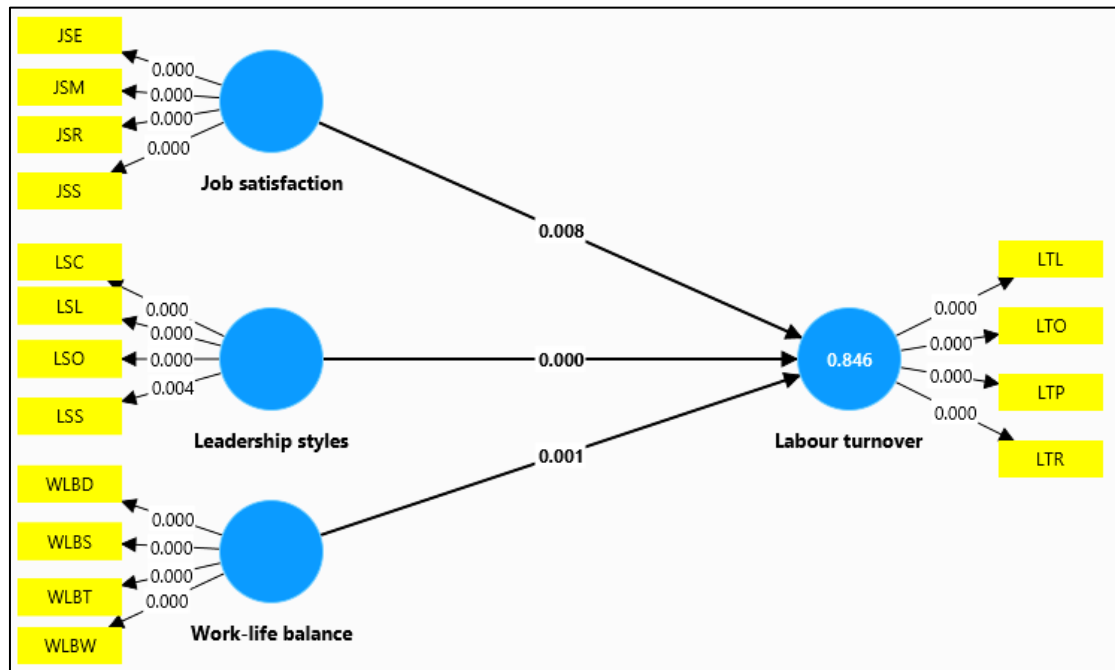 JSE
0.000
JSM
0.000
JSR
0.000
JSS
0.000
Job satisfaction
0.008
LSC
0.000
LSL
0.000
LSO
0.000
LSS
0.004
Leadership styles
0.000
WLBD
0.000
WLBS
0.000
WLBT
0.000
WLBW
0.000
Work-life balance
0.001
0.846
Labour turnover
LTL
0.000
LTO
0.000
LTP
0.000
LTR
0.000